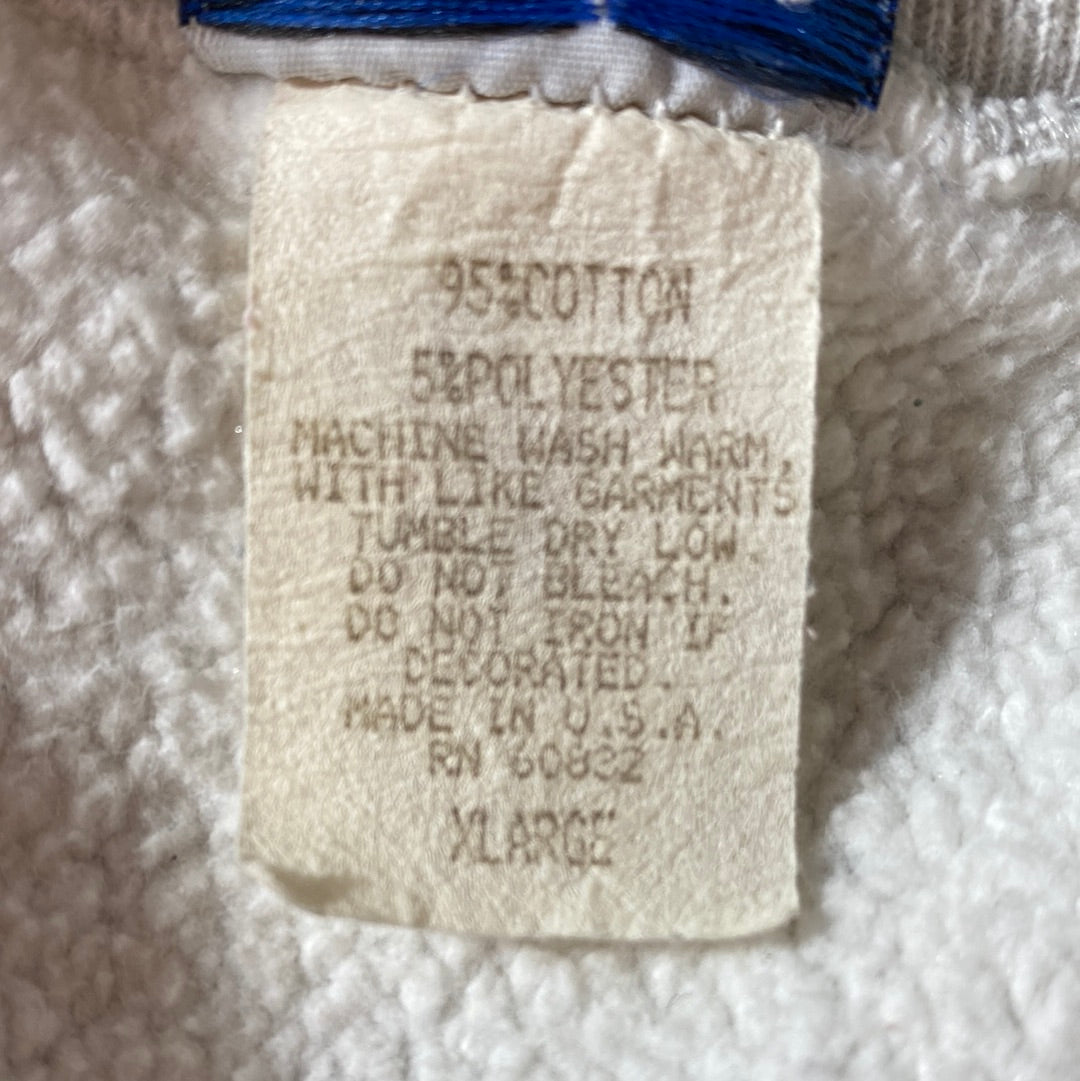 95%COTTON
5%POLYESTER
MACHINE WASH WARM,
WITH LIKE GARMENTS
TUMBLE DRY LOW.
DO NOT BLEACH.
DO NOT IRON IF
DECORATED.
MADE IN U.S.A.
RN 60832
XLARGE